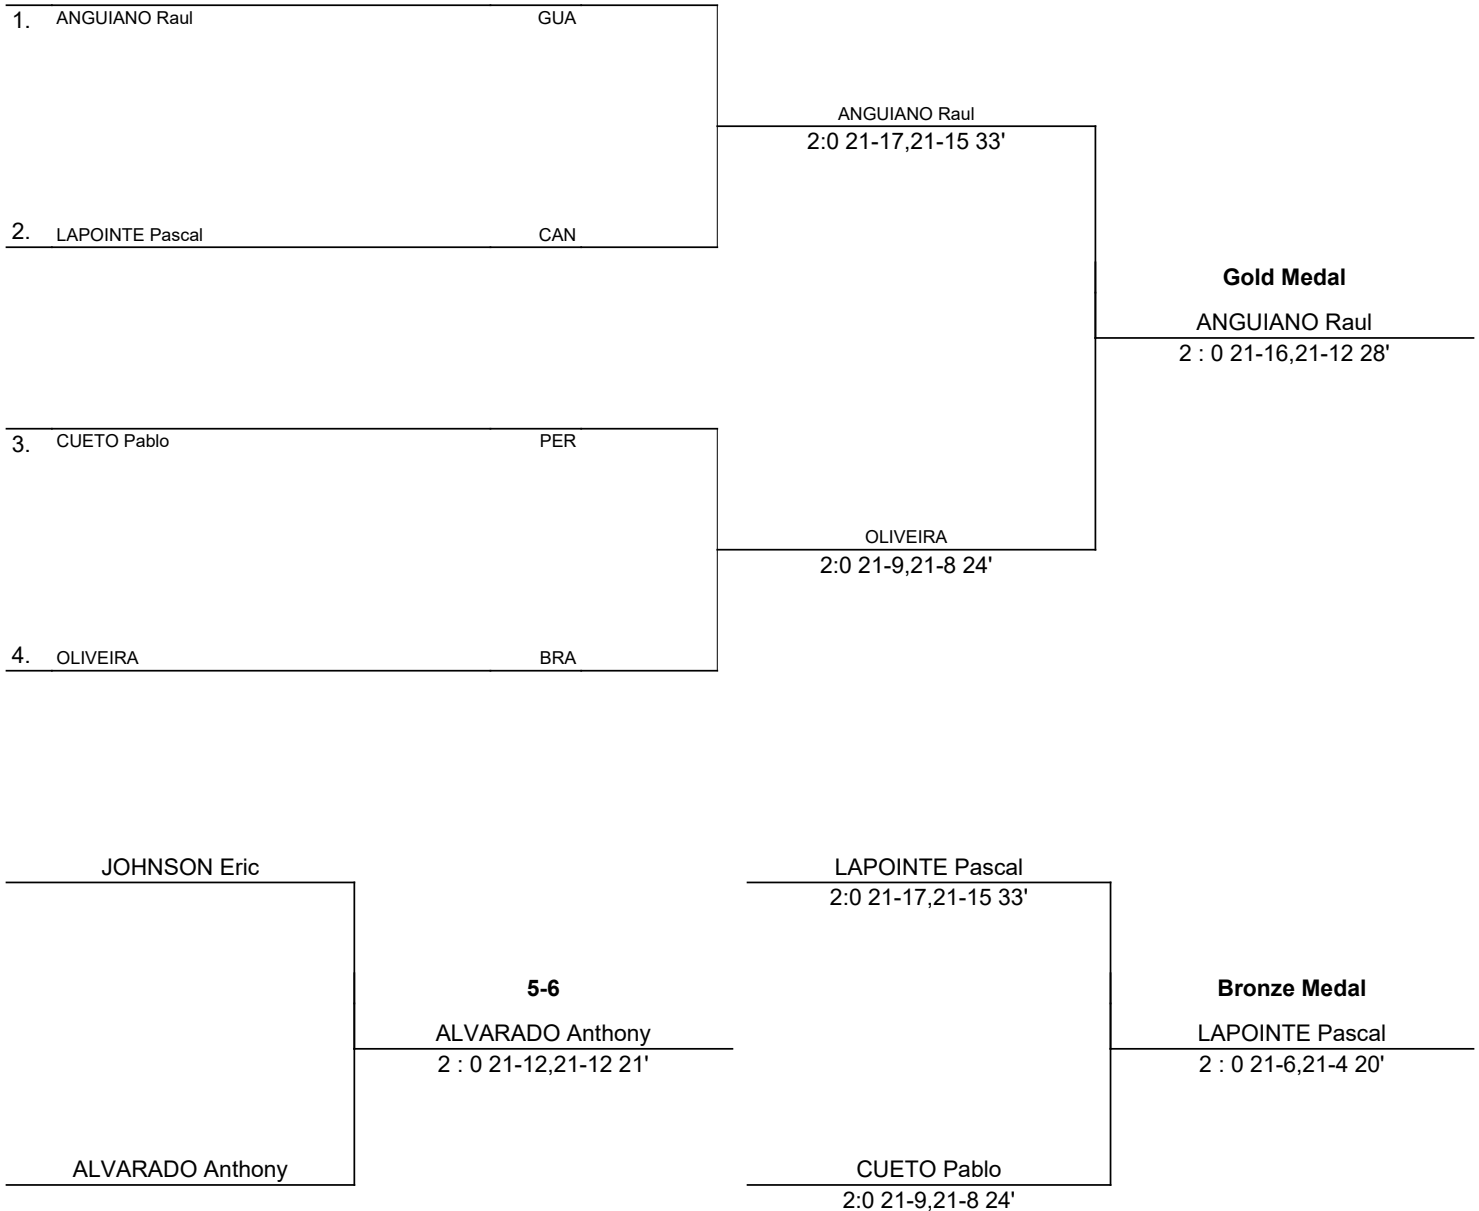 1. ANGUIANO Raul GUA
ANGUIANO Raul
2:0 21-17,21-15 33'
2. LAPOINTE Pascal CAN
Gold Medal
ANGUIANO Raul
2 : 0 21-16,21-12 28'
3. CUETO Pablo PER
OLIVEIRA
2:0 21-9,21-8 24'
4. OLIVEIRA BRA
JOHNSON Eric
5-6
ALVARADO Anthony
2 : 0 21-12,21-12 21'
ALVARADO Anthony
LAPOINTE Pascal
2:0 21-17,21-15 33'
Bronze Medal
LAPOINTE Pascal
2 : 0 21-6,21-4 20'
CUETO Pablo
2:0 21-9,21-8 24'